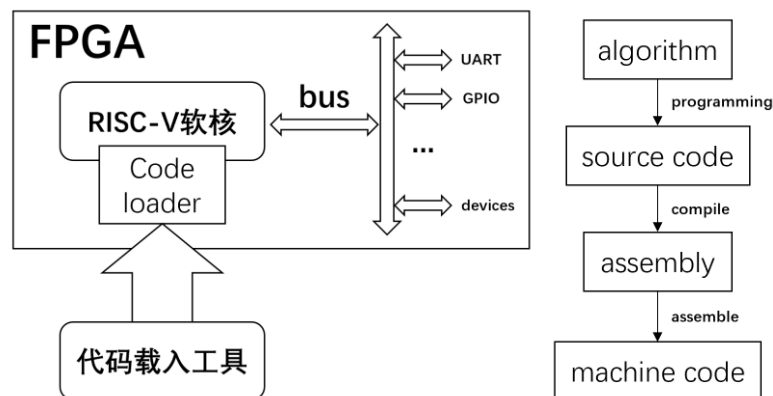 FPGA
RISC-V软核
Code
loader
bus
UART
GPIO
...
devices
代码载入工具
algorithm
programming
source code
compile
assembly
assemble
machine code